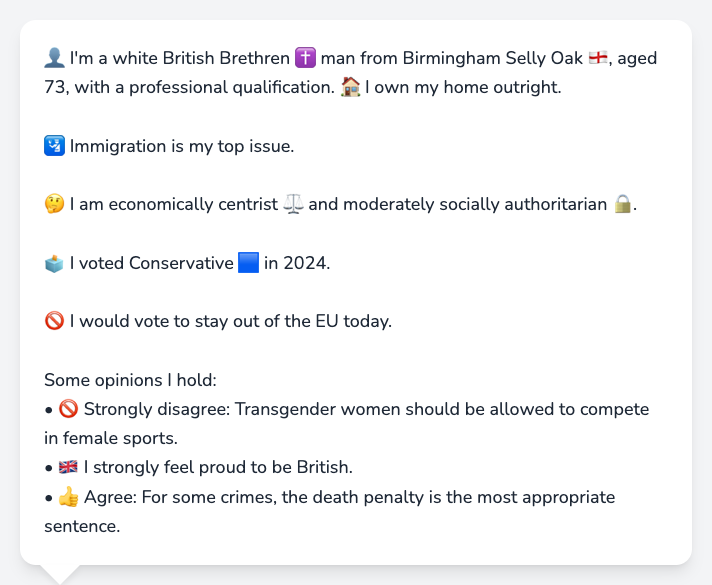 👤 I'm a white British Brethren ✝️ man from Birmingham Selly Oak 🏴󠁧󠁢󠁥󠁮󠁧󠁿, aged
73, with a professional qualification. 🏠 I own my home outright.
🛂 Immigration is my top issue.
🤔 I am economically centrist ⚖️ and moderately socially authoritarian 🔒.
🗳️ I voted Conservative 🟦 in 2024.
🚫 I would vote to stay out of the EU today.
Some opinions I hold:
• 🚫 Strongly disagree: Transgender women should be allowed to compete
in female sports.
• 🇬🇧 I strongly feel proud to be British.
• 👍 Agree: For some crimes, the death penalty is the most appropriate
sentence.